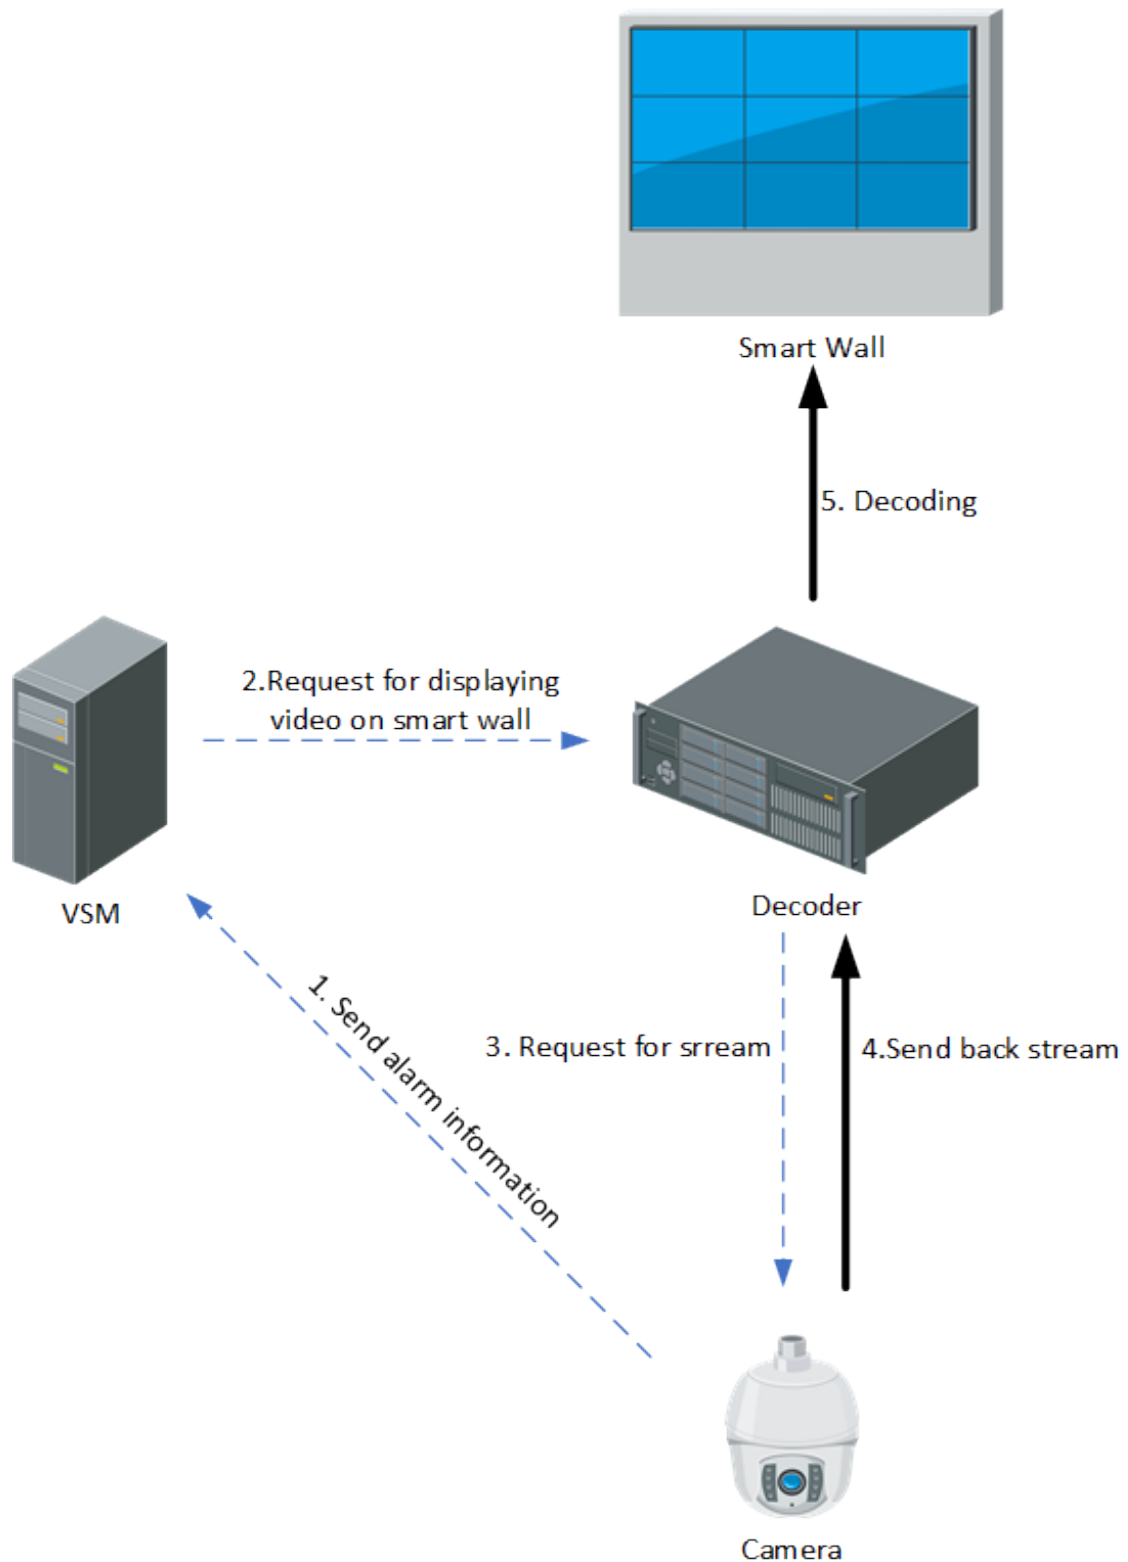 Smart Wall
5. Decoding
2.Request for displaying
video on smart wall
VSM
Decoder
1. Send alarm information
3. Request for srream
4.Send back stream
Camera